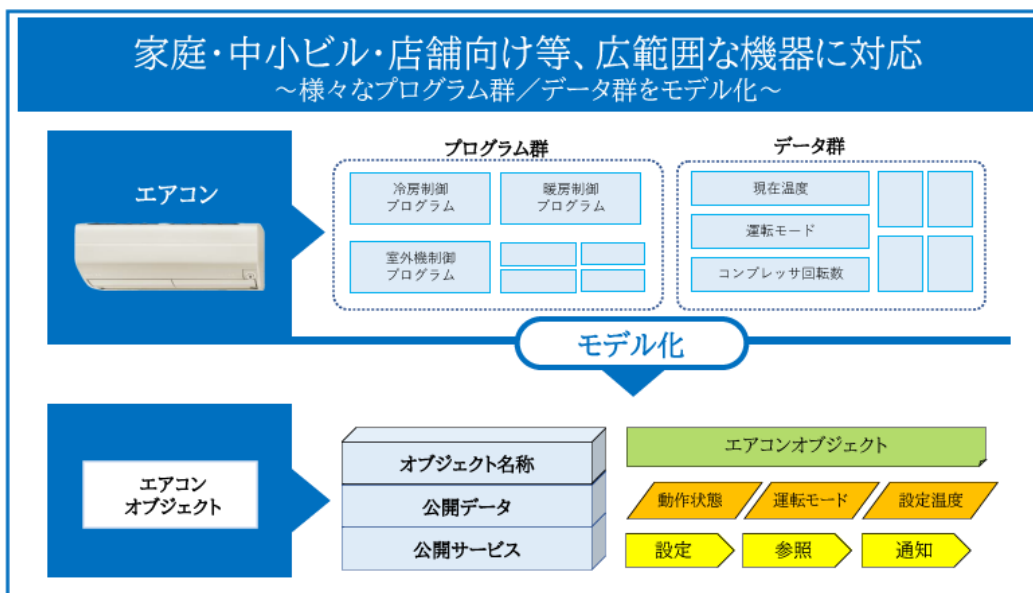 家庭・中小ビル・店舗向け等、広範囲な機器に対応
～様々なプログラム群／データ群をモデル化～
エアコン
プログラム群
冷房制御
プログラム
暖房制御
プログラム
室外機制御
プログラム
データ群
現在温度
運転モード
コンプレッサ回転数
モデル化
エアコン
オブジェクト
オブジェクト名称
公開データ
公開サービス
エアコンオブジェクト
動作状態
運転モード
設定温度
設定
参照
通知